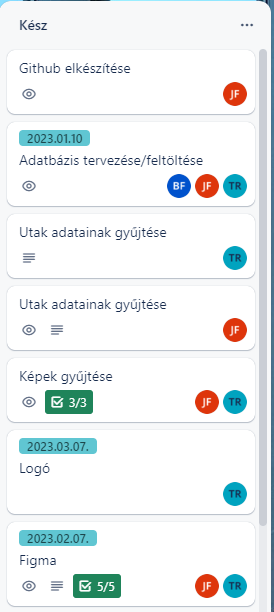 Kész
Github elkészítése
JF
2023.01.10
Adatbázis tervezése/feltöltése
BF JF TR
Utak adatainak gyűjtése
TR
Utak adatainak gyűjtése
JF
Képek gyűjtése
3/3 JF TR
2023.03.07.
Logó
TR
2023.02.07.
Figma
5/5 JF TR